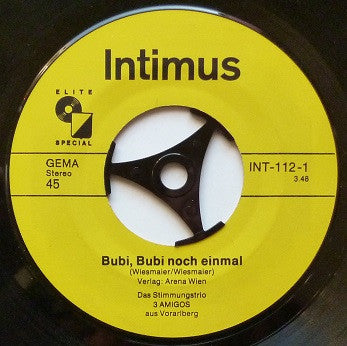 Intimus
ELITE
SPECIAL
GEMA
Stereo
45
INT-112-1
3.48
Bubi, Bubi noch einmal
(Wiesmaier/Wiesmaier)
Verlag: Arena Wien
Das Stimmungstrio
3 AMIGOS
aus Vorarlberg